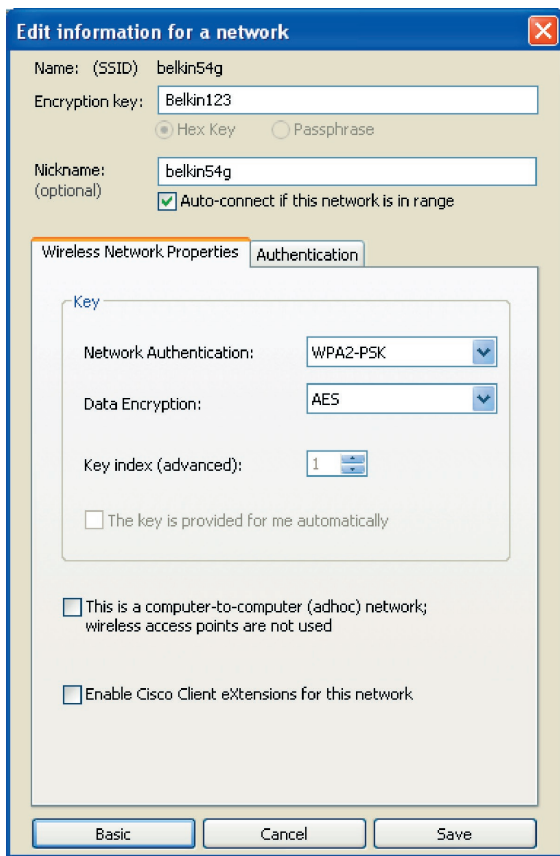 Edit information for a network
Name: (SSID) belkin54g
Encryption key: Belkin123
Hex Key Passphrase
Nickname: belkin54g
(optional)
Auto-connect if this network is in range
Wireless Network Properties Authentication
Key
Network Authentication: WPA2-PSK
Data Encryption: AES
Key index (advanced): 1
The key is provided for me automatically
This is a computer-to-computer (adhoc) network;
wireless access points are not used
Enable Cisco Client eXtensions for this network
Basic Cancel Save